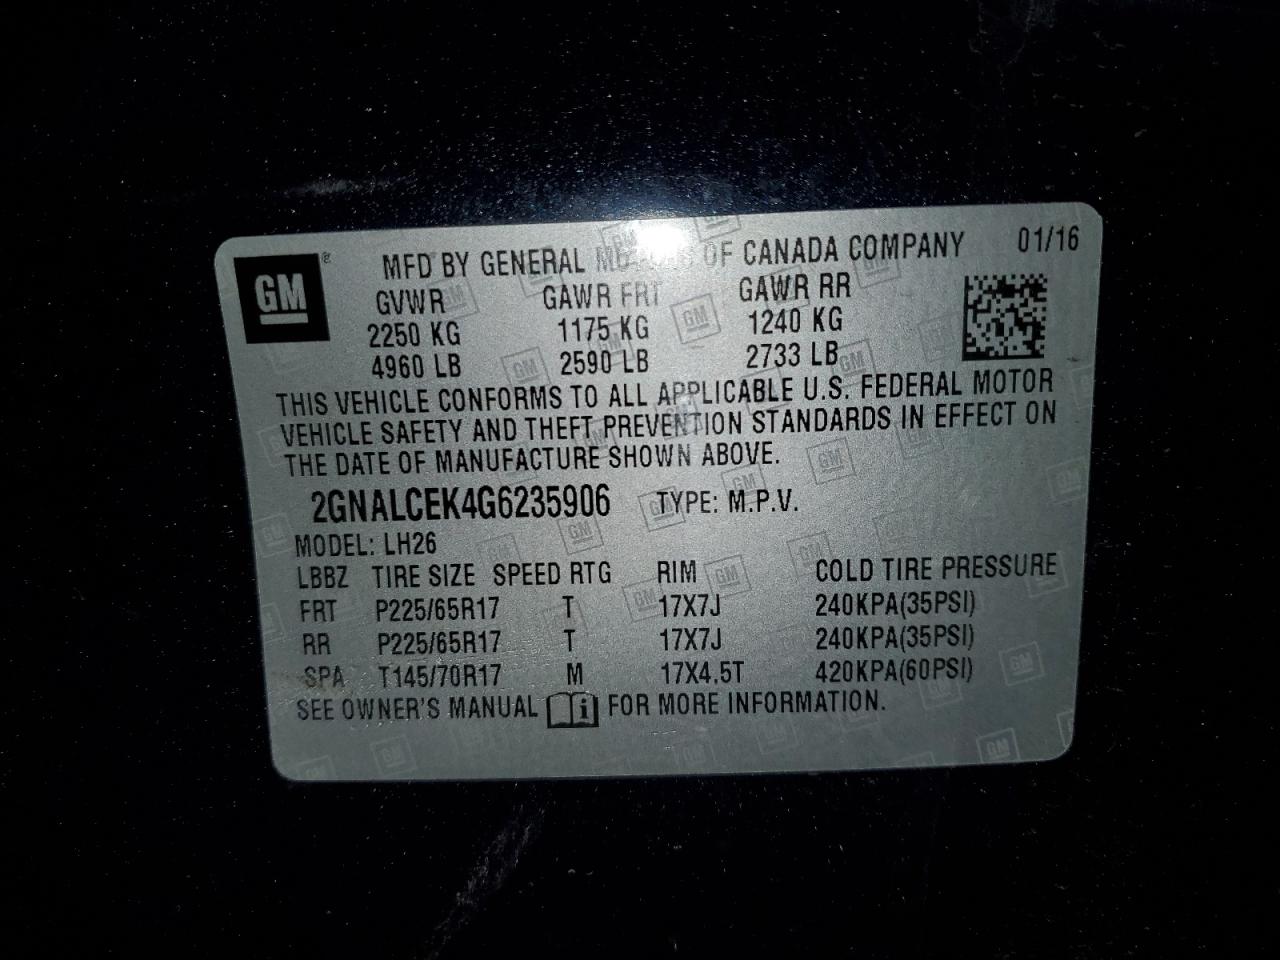 GM ® MFD BY GENERAL MOTORS OF CANADA COMPANY 01/16
GVWR GAWR FRT GAWR RR
2250 KG 1175 KG 1240 KG
4960 LB 2590 LB 2733 LB
THIS VEHICLE CONFORMS TO ALL APPLICABLE U.S. FEDERAL MOTOR
VEHICLE SAFETY AND THEFT PREVENTION STANDARDS IN EFFECT ON
THE DATE OF MANUFACTURE SHOWN ABOVE.
2GNALCEK4G6235906 TYPE: M.P.V.
MODEL: LH26
LBBZ TIRE SIZE SPEED RTG RIM COLD TIRE PRESSURE
FRT P225/65R17 T 17X7J 240KPA(35PSI)
RR P225/65R17 T 17X7J 240KPA(35PSI)
SPA T145/70R17 M 17X4.5T 420KPA(60PSI)
SEE OWNER'S MANUAL i FOR MORE INFORMATION.